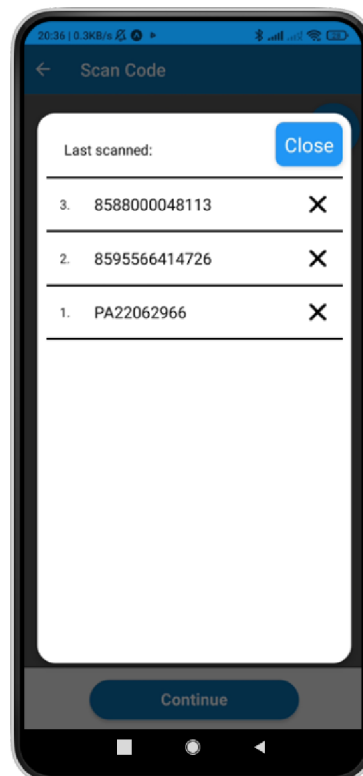 20:36 | 0.3KB/s
Scan Code
Last scanned:
Close
3. 8588000048113
2. 8595566414726
1. PA22062966
Continue